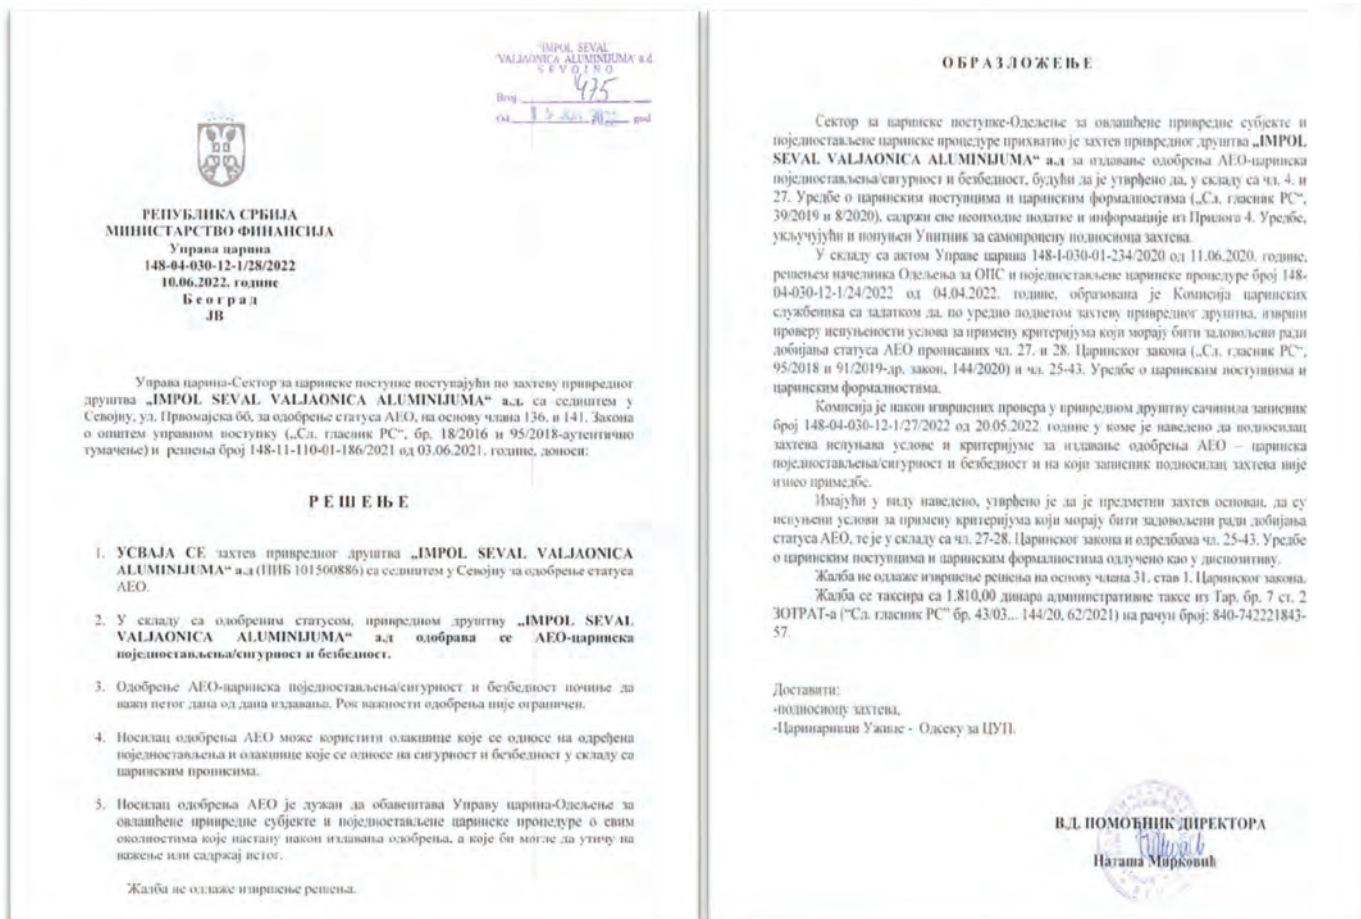 "IMPOL SEVAL"
"VALJAONICA ALUMINIJUMA" a.d.
SEVOJNO
Broj 475
Od 2022 god
РЕПУБЛИКА СРБИЈА
МИНИСТАРСТВО ФИНАНСИЈА
Управа царина
148-04-030-12-1/28/2022
10.06.2022. године
Београд
ЈВ
Управа царина-Сектор за царинске поступке поступајући по захтеву привредног
друштва „IMPOL SEVAL VALJAONICA ALUMINIJUMA“ а.д. са седиштем у
Севојну, ул. Првомајска бб, за одобрење статуса АЕО, на основу члана 136. и 141. Закона
о општем управном поступку („Сл. гласник РС“, бр. 18/2016 и 95/2018-аутентично
тумачење) и решења број 148-11-110-01-186/2021 од 03.06.2021. године, доноси:
РЕШЕЊЕ
1. УСВАЈА СЕ захтев привредног друштва „IMPOL SEVAL VALJAONICA
ALUMINIJUMA“ а.д (ПИБ 101500886) са седиштем у Севојну за одобрење статуса
АЕО.
2. У складу са одобреним статусом, привредном друштву „IMPOL SEVAL
VALJAONICA ALUMINIJUMA“ а.д одобрава се АЕО-царинска
поједностављења/сигурност и безбедност.
3. Одобрење АЕО-царинска поједностављења/сигурност и безбедност почиње да
важи петог дана од дана издавања. Рок важности одобрења није ограничен.
4. Носилац одобрења АЕО може користити олакшице које се односе на одређена
поједностављења и олакшице које се односе на сигурност и безбедност у складу са
царинским прописима.
5. Носилац одобрења АЕО је дужан да обавештава Управу царина-Одељење за
овлашћене привредне субјекте и поједностављене царинске процедуре о свим
околностима које настану након издавања одобрења, а које би могле да утичу на
важење или садржај истог.
Жалба не одлаже извршење решења.
ОБРАЗЛОЖЕЊЕ
Сектор за царинске поступке-Одељење за овлашћене привредне субјекте и
поједностављене царинске процедуре прихватио је захтев привредног друштва „IMPOL
SEVAL VALJAONICA ALUMINIJUMA“ а.д за издавање одобрења АЕО-царинска
поједностављења/сигурност и безбедност, будући да је утврђено да, у складу са чл. 4. и
27. Уредбе о царинским поступцима и царинским формалностима („Сл. гласник РС“,
39/2019 и 8/2020), садржи све неопходне податке и информације из Прилога 4. Уредбе,
укључујући и попуњен Упитник за самопроцену подносиоца захтева.
У складу са актом Управе царина 148-I-030-01-234/2020 од 11.06.2020. године,
решењем начелника Одељења за ОПС и поједностављене царинске процедуре број 148-
04-030-12-1/24/2022 од 04.04.2022. године, образована је Комисија царинских
службеника са задатком да, по уредно поднетом захтеву привредног друштва, изврши
проверу испуњености услова за примену критеријума који морају бити задовољени ради
добијања статуса АЕО прописаних чл. 27. и 28. Царинског закона („Сл. гласник РС“,
95/2018 и 91/2019-др. закон, 144/2020) и чл. 25-43. Уредбе о царинским поступцима и
царинским формалностима.
Комисија је након извршених провера у привредном друштву сачинила записник
број 148-04-030-12-1/27/2022 од 20.05.2022. године у коме је наведено да подносилац
захтева испуњава услове и критеријуме за издавање одобрења АЕО – царинска
поједностављења/сигурност и безбедност и на који записник подносилац захтева није
изнео примедбе.
Имајући у виду наведено, утврђено је да је предметни захтев основан, да су
испуњени услови за примену критеријума који морају бити задовољени ради добијања
статуса АЕО, те је у складу са чл. 27-28. Царинског закона и одредбама чл. 25-43. Уредбе
о царинским поступцима и царинским формалностима одлучено као у диспозитиву.
Жалба не одлаже извршење решења на основу члана 31. став 1. Царинског закона.
Жалба се таксира са 1.810,00 динара административне таксе из Тар. бр. 7 ст. 2
ЗОТРАТ-а (“Сл. гласник РС” бр. 43/03... 144/20, 62/2021) на рачун број: 840-742221843-
57.
Доставити:
-подносиоцу захтева,
-Царинарници Ужице - Одсеку за ЦУП.
В.Д. ПОМОЋНИК ДИРЕКТОРА
Наташа Мирковић